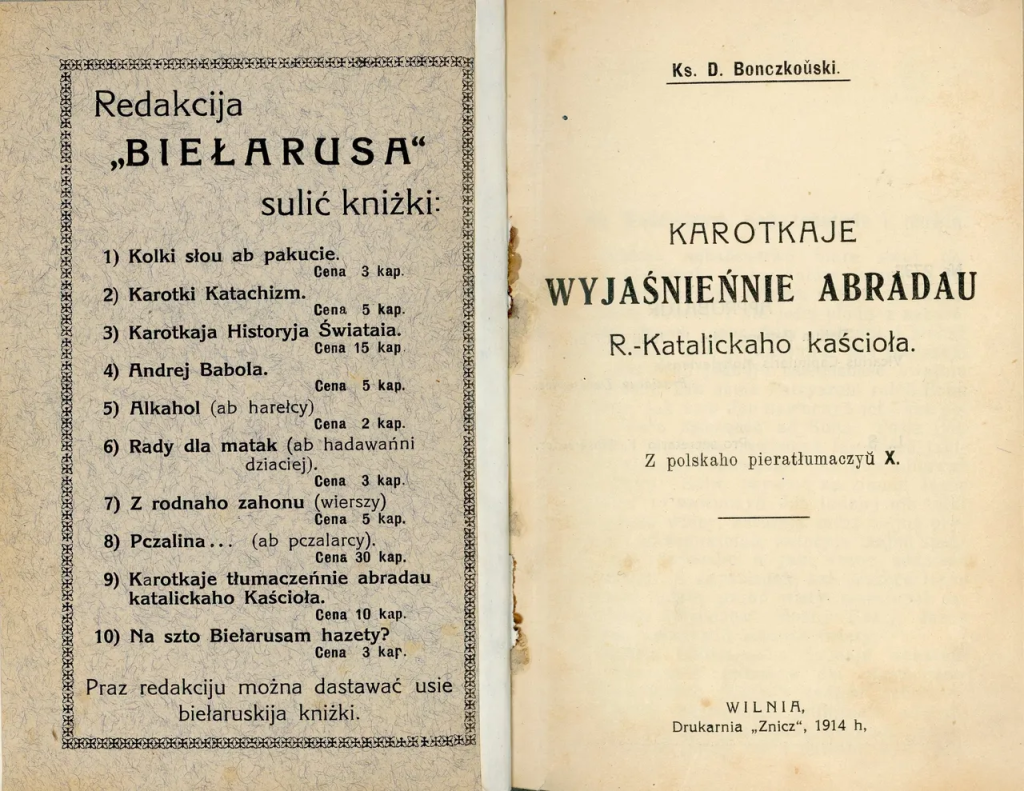 Redakcija
„BIEŁARUSA“
sulić kniżki:
1) Kolki słou ab pakucie.
Cena 3 kap.
2) Karotki Katachizm.
Cena 5 kap.
3) Karotkaja Historyja Świataia.
Cena 15 kap.
4) Andrej Babola.
Cena 5 kap.
5) Alkahol (ab harełcy)
Cena 2 kap.
6) Rady dla matak (ab hadawańni
dziaciej).
Cena 3 kap.
7) Z rodnaho zahonu (wierszy)
Cena 5 kap.
8) Pczalina... (ab pczalarcy).
Cena 30 kap.
9) Karotkaje tłumaczeńnie abradau
katalickaho Kaścioła.
Cena 10 kap.
10) Na szto Biełarusam hazety?
Cena 3 kap.
Praz redakciju można dastawać usie
biełaruskija kniżki.
Ks. D. Bonczkoŭski.
KAROTKAJE
WYJAŚNIEŃNIE ABRADAU
R.-Katalickaho kaścioła.
Z polskaho pieratłumaczyŭ X.
WILNIA,
Drukarnia „Znicz“, 1914 h,